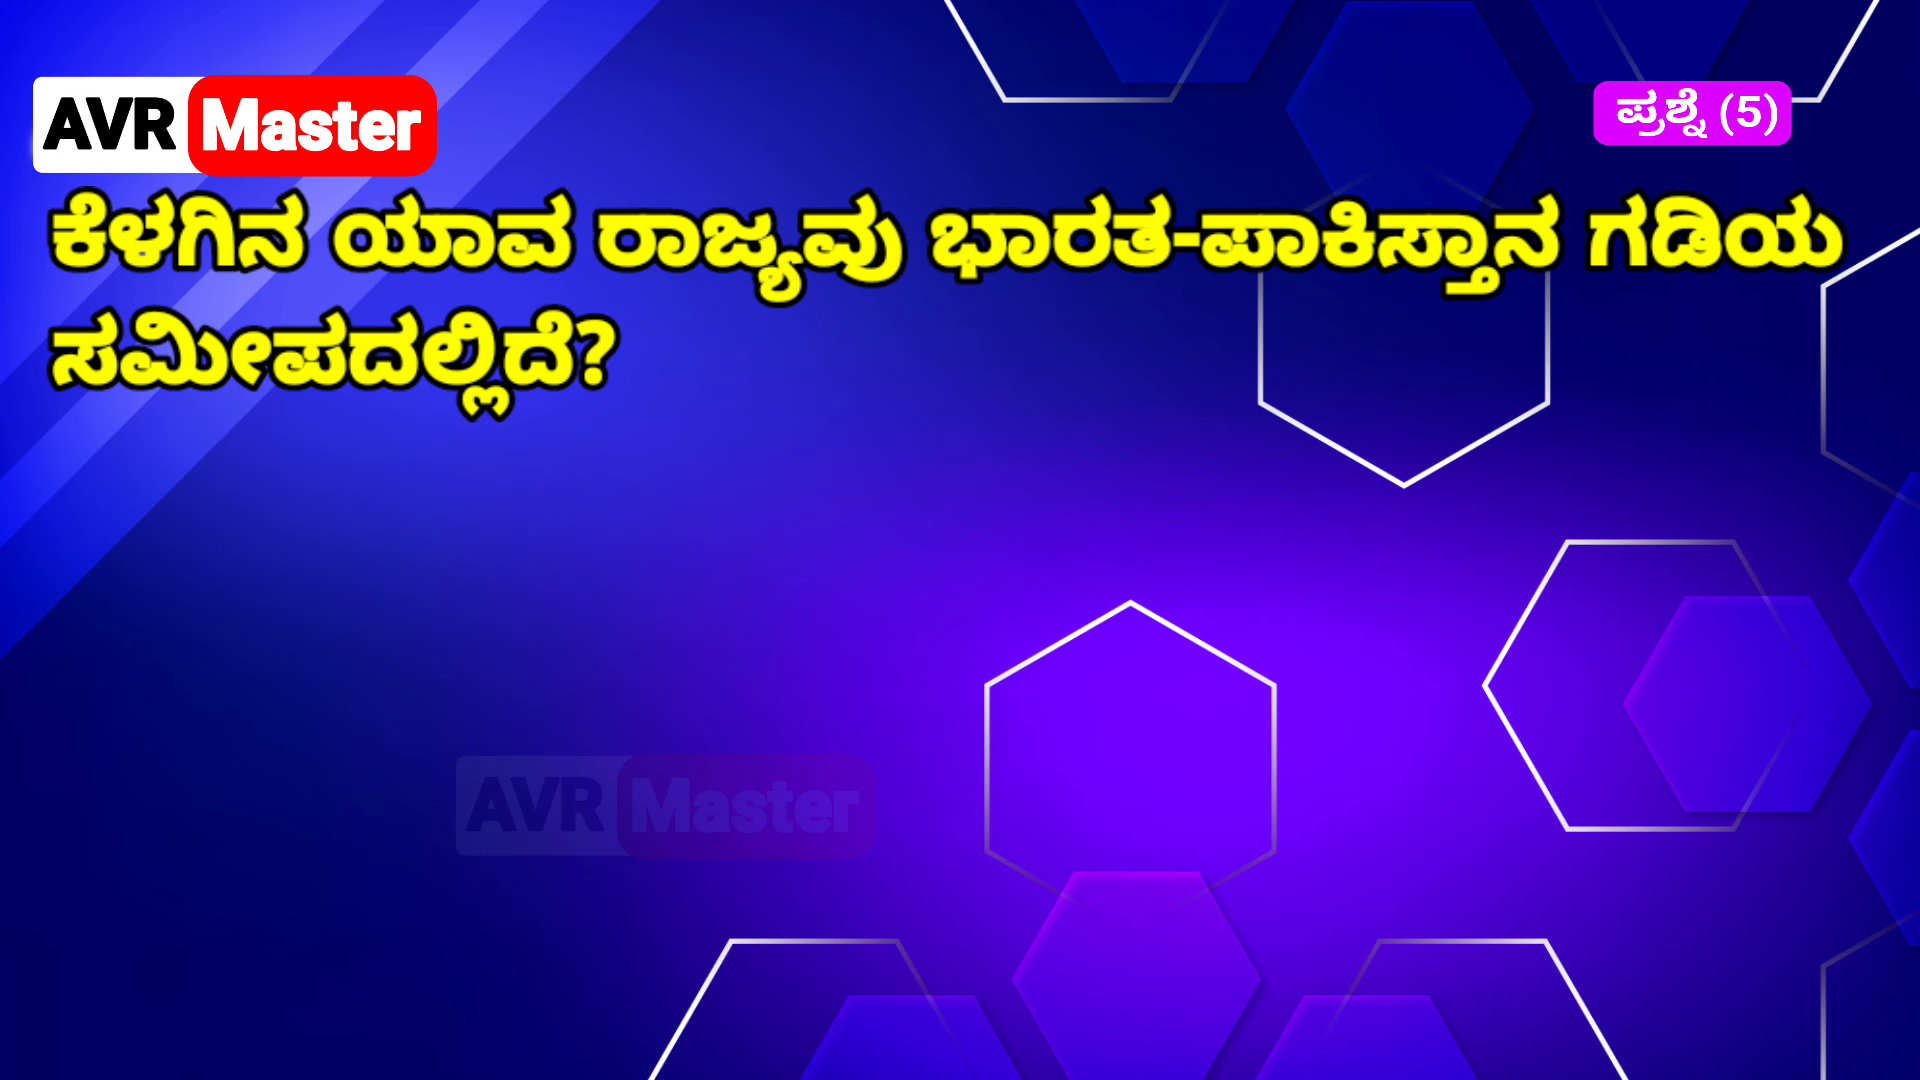 AVR Master
ಪ್ರಶ್ನೆ (5)
ಕೆಳಗಿನ ಯಾವ ರಾಜ್ಯವು ಭಾರತ-ಪಾಕಿಸ್ತಾನ ಗಡಿಯ
ಸಮೀಪದಲ್ಲಿದೆ?
AVR Master